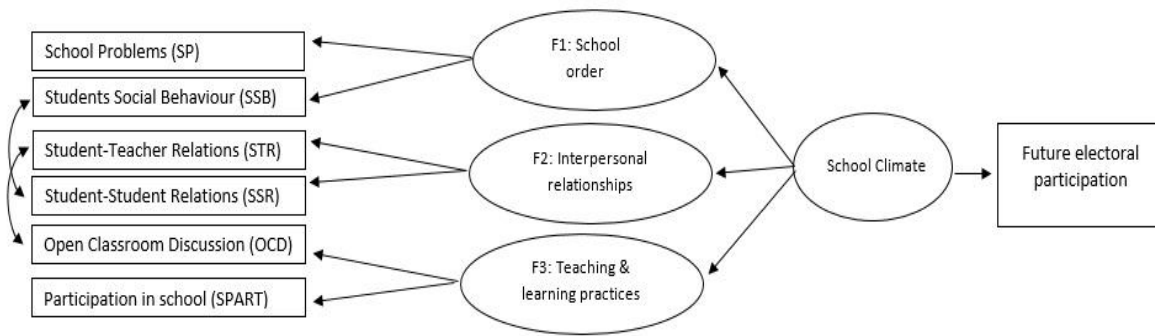 School Problems (SP)
Students Social Behaviour (SSB)
Student-Teacher Relations (STR)
Student-Student Relations (SSR)
Open Classroom Discussion (OCD)
Participation in school (SPART)
F1: School
order
F2: Interpersonal
relationships
F3: Teaching &
learning practices
School Climate
Future electoral
participation